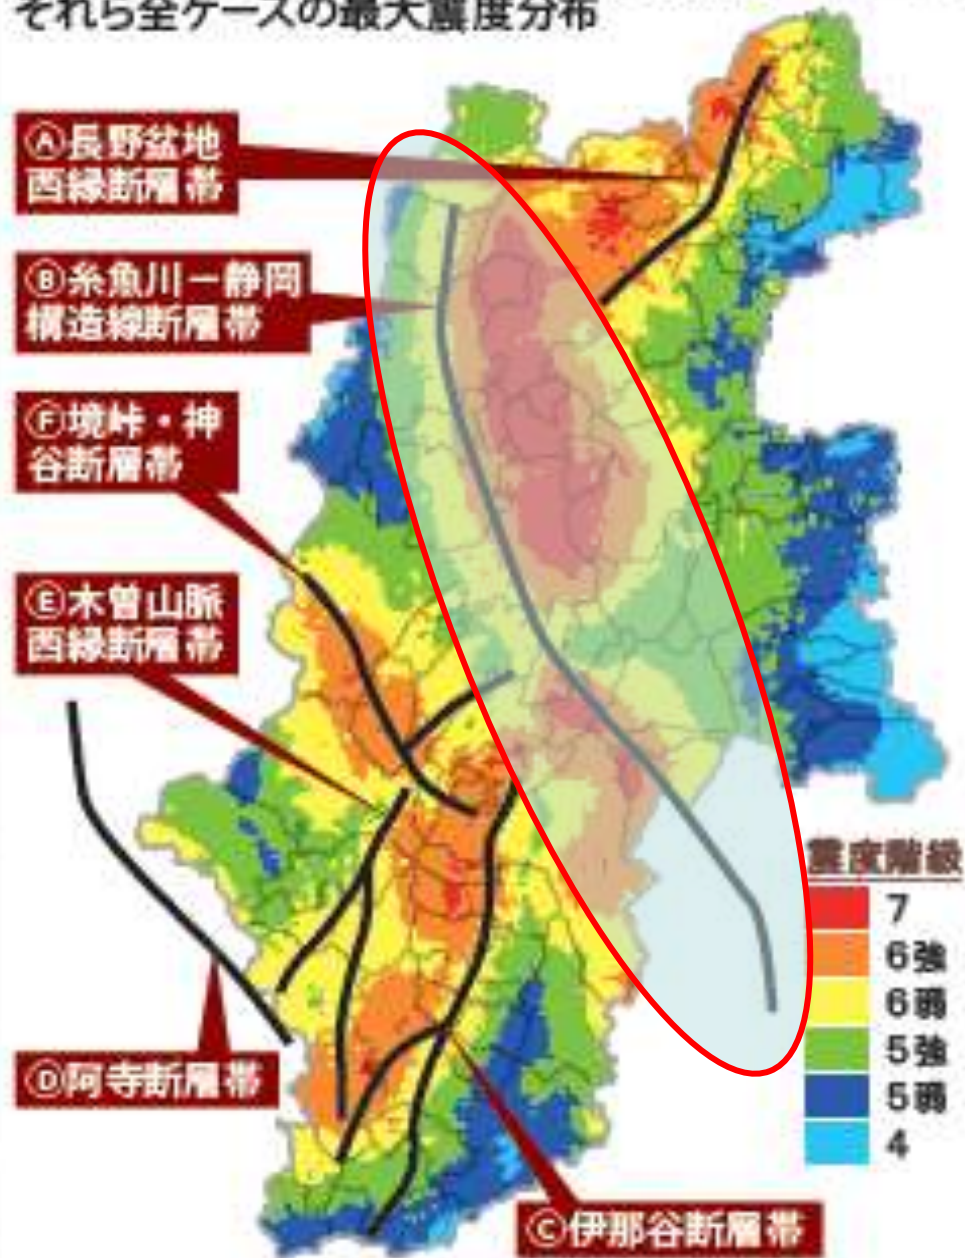 それら全ケースの最大震度分布
Ⓐ長野盆地
西縁断層帯
Ⓑ糸魚川－静岡
構造線断層帯
Ⓕ境峠・神
谷断層帯
Ⓔ木曽山脈
西縁断層帯
Ⓓ阿寺断層帯
Ⓒ伊那谷断層帯
震度階級
7
6強
6弱
5強
5弱
4